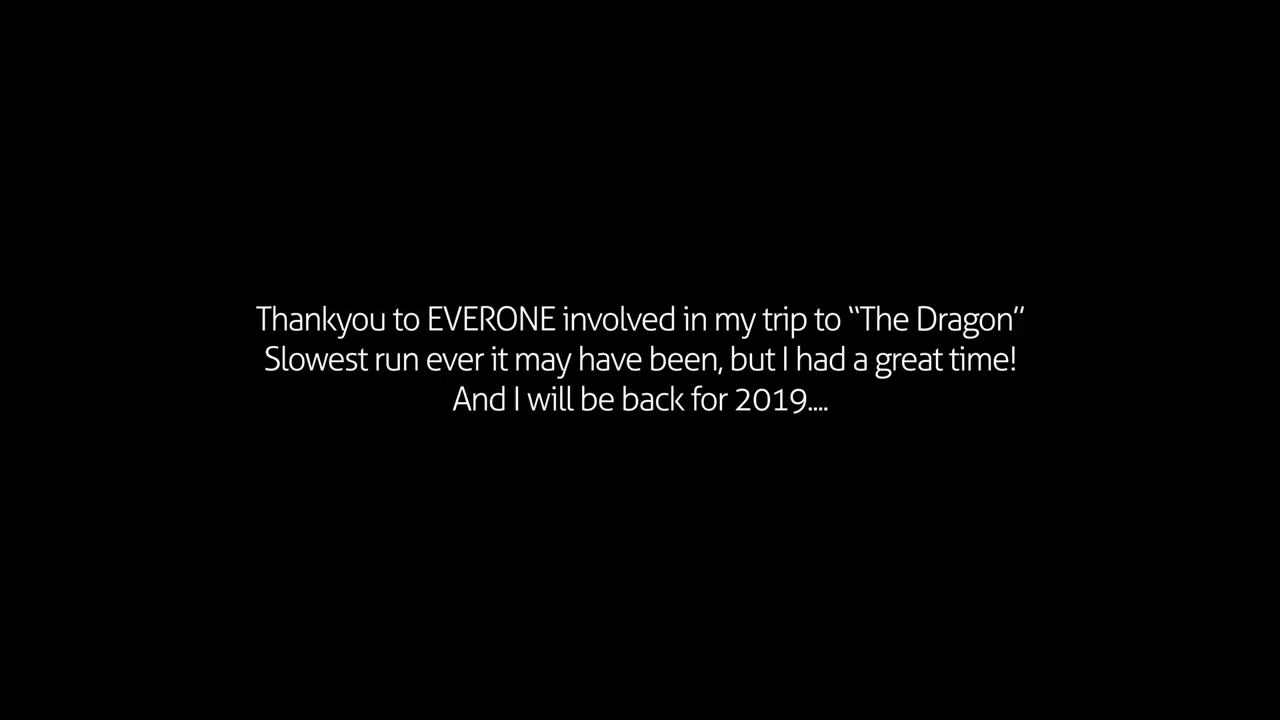 Thankyou to EVERONE involved in my trip to “The Dragon”
Slowest run ever it may have been, but I had a great time!
And I will be back for 2019....